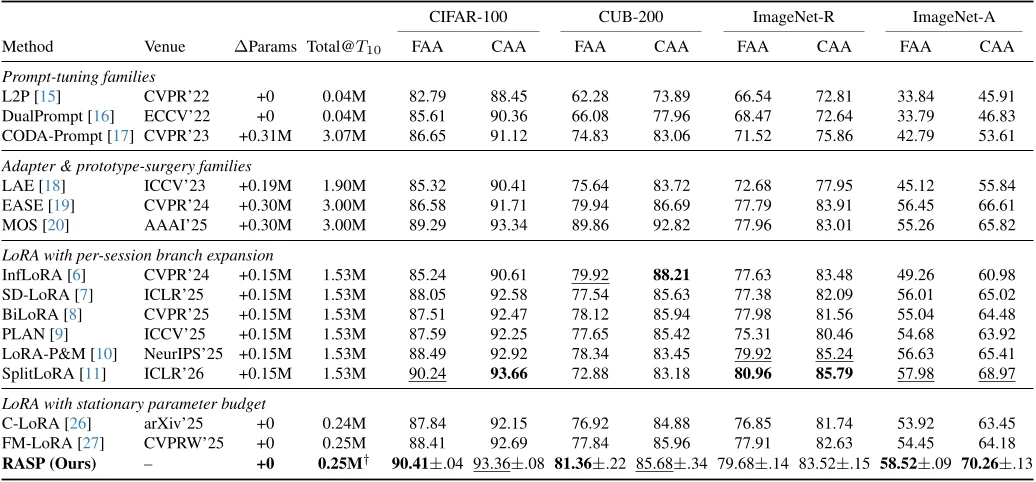 CIFAR-100 CUB-200 ImageNet-R ImageNet-A
Method Venue ΔParams Total@T10 FAA CAA FAA CAA FAA CAA FAA CAA
Prompt-tuning families
L2P [15] CVPR'22 +0 0.04M 82.79 88.45 62.28 73.89 66.54 72.81 33.84 45.91
DualPrompt [16] ECCV'22 +0 0.04M 85.61 90.36 66.08 77.96 68.47 72.64 33.79 46.83
CODA-Prompt [17] CVPR'23 +0.31M 3.07M 86.65 91.12 74.83 83.06 71.52 75.86 42.79 53.61
Adapter & prototype-surgery families
LAE [18] ICCV'23 +0.19M 1.90M 85.32 90.41 75.64 83.72 72.68 77.95 45.12 55.84
EASE [19] CVPR'24 +0.30M 3.00M 86.58 91.71 79.94 86.69 77.79 83.91 56.45 66.61
MOS [20] AAAI'25 +0.30M 3.00M 89.29 93.34 89.86 92.82 77.96 83.01 55.26 65.82
LoRA with per-session branch expansion
InfLoRA [6] CVPR'24 +0.15M 1.53M 85.24 90.61 79.92 88.21 77.63 83.48 49.26 60.98
SD-LoRA [7] ICLR'25 +0.15M 1.53M 88.05 92.58 77.54 85.63 77.38 82.09 56.01 65.02
BiLoRA [8] CVPR'25 +0.15M 1.53M 87.51 92.47 78.12 85.94 77.98 81.56 55.04 64.48
PLAN [9] ICCV'25 +0.15M 1.53M 87.59 92.25 77.65 85.42 75.31 80.46 54.68 63.92
LoRA-P&M [10] NeurIPS'25 +0.15M 1.53M 88.49 92.92 78.34 83.45 79.92 85.24 56.63 65.41
SplitLoRA [11] ICLR'26 +0.15M 1.53M 90.24 93.66 72.88 83.18 80.96 85.79 57.98 68.97
LoRA with stationary parameter budget
C-LoRA [26] arXiv'25 +0 0.24M 87.84 92.15 76.92 84.88 76.85 81.74 53.92 63.45
FM-LoRA [27] CVPRW'25 +0 0.25M 88.41 92.69 77.84 85.96 77.91 82.63 54.45 64.18
RASP (Ours) – +0 0.25M† 90.41±.04 93.36±.08 81.36±.22 85.68±.34 79.68±.14 83.52±.15 58.52±.09 70.26±.13